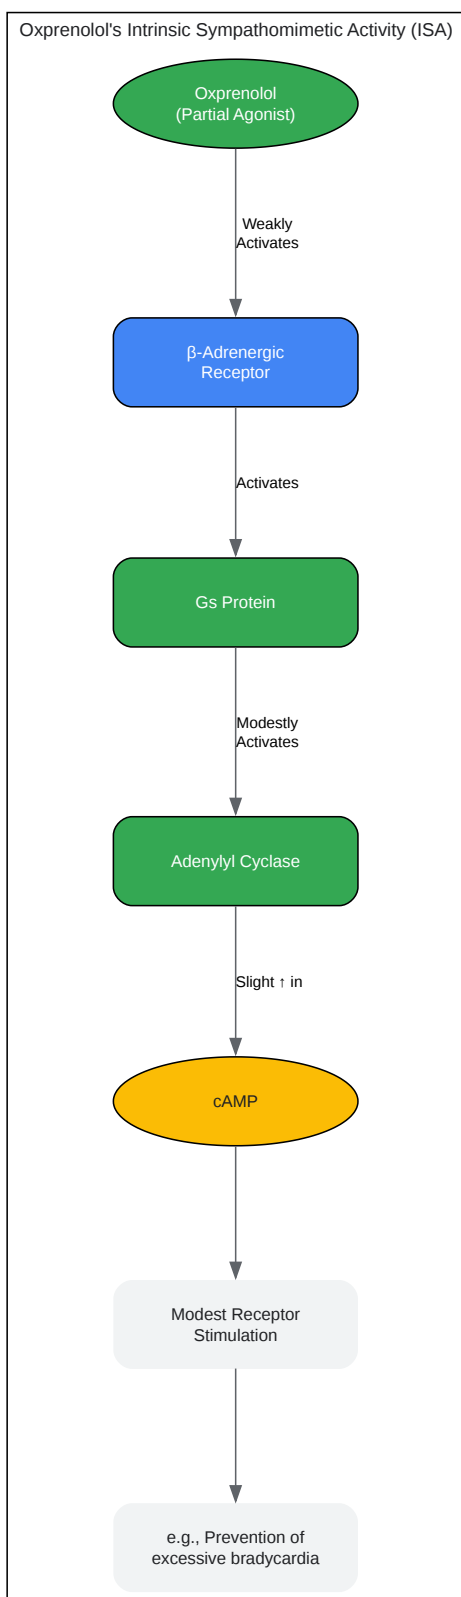 Oxprenolol's Intrinsic Sympathomimetic Activity (ISA)
Oxprenolol
(Partial Agonist)
Weakly
Activates
β-Adrenergic
Receptor
Activates
Gs Protein
Modestly
Activates
Adenylyl Cyclase
Slight ↑ in
cAMP
Modest Receptor
Stimulation
e.g., Prevention of
excessive bradycardia